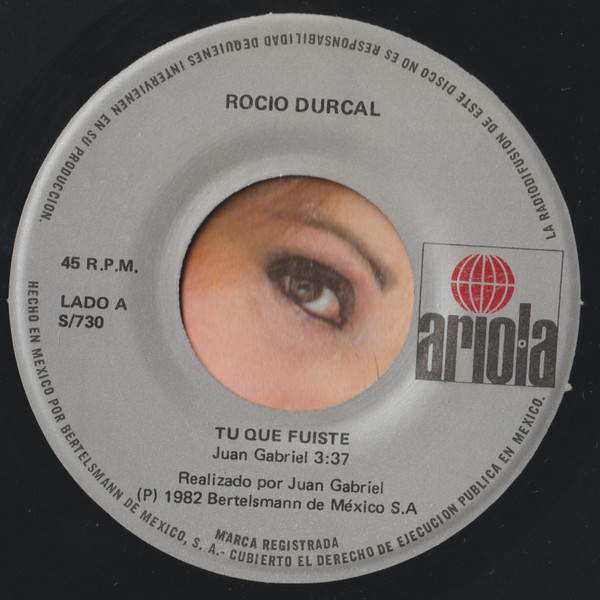 LA RADIODIFUSION DE ESTE DISCO NO ES RESPONSABILIDAD DEQUIENES INTERVIENEN EN SU PRODUCCION.
ROCIO DURCAL
45 R.P.M.
LADO A
S/730
ariola
TU QUE FUISTE
Juan Gabriel 3:37
Realizado por Juan Gabriel
(P) 1982 Bertelsmann de México S.A
MARCA REGISTRADA
HECHO EN MEXICO POR BERTELSMANN DE MEXICO, S. A.- CUBIERTO EL DERECHO DE EJECUCION PUBLICA EN MEXICO.